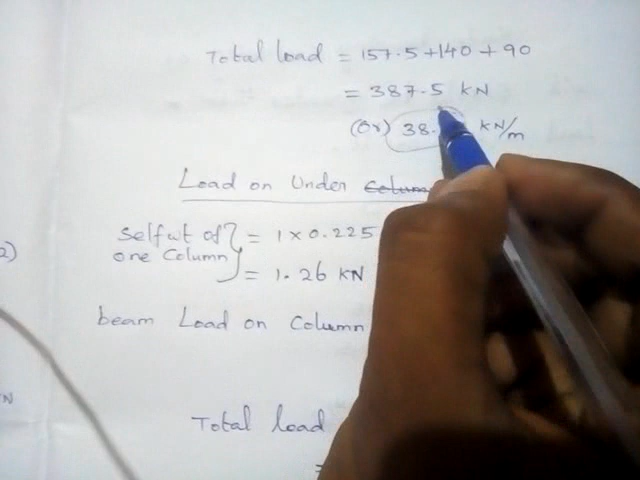 Total load = 157.5+140+90
= 387.5 KN
(Or) 38. KN/m
Load on Under
Selfwt of } = 1 x 0.225
one Column
= 1.26 KN
2)
beam Load on Column
N
Total load
=